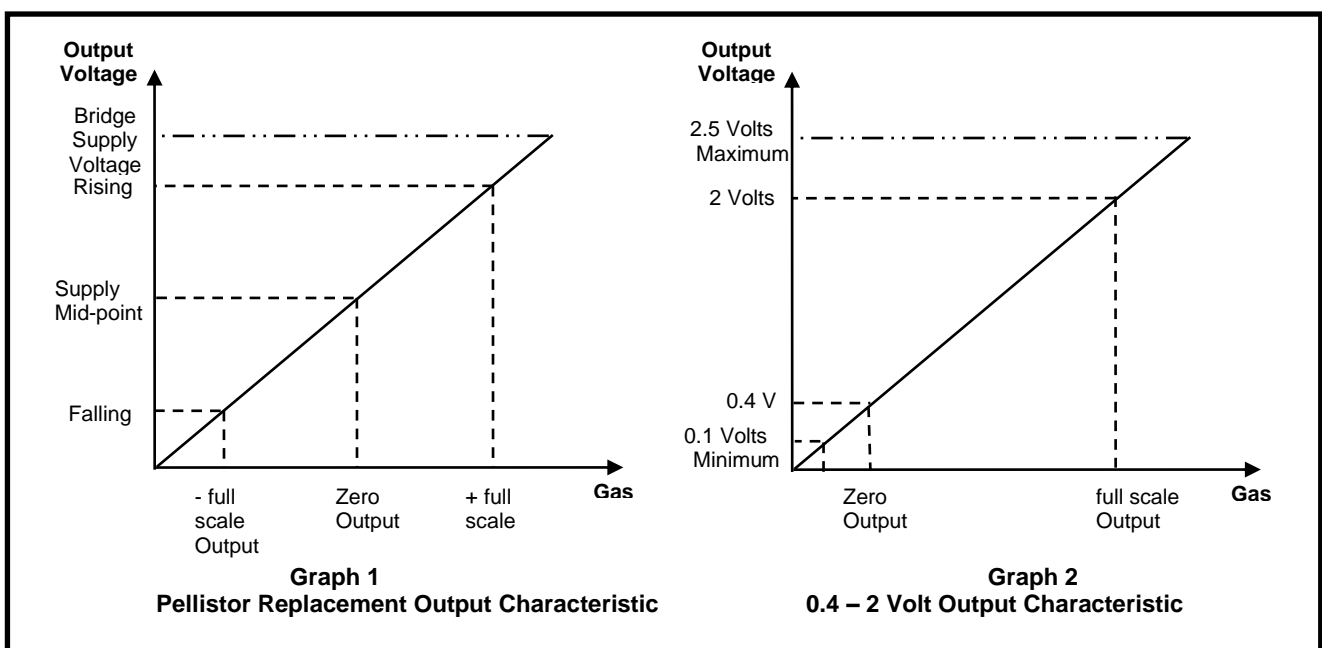 Output
Voltage
Bridge
Supply
Voltage
Rising
Supply
Mid-point
Falling
- full
scale
Output
Zero
Output
+ full
scale
Gas
Graph 1
Pellistor Replacement Output Characteristic
Output
Voltage
2.5 Volts
Maximum
2 Volts
0.4 V
0.1 Volts
Minimum
Zero
Output
full scale
Output
Gas
Graph 2
0.4 – 2 Volt Output Characteristic